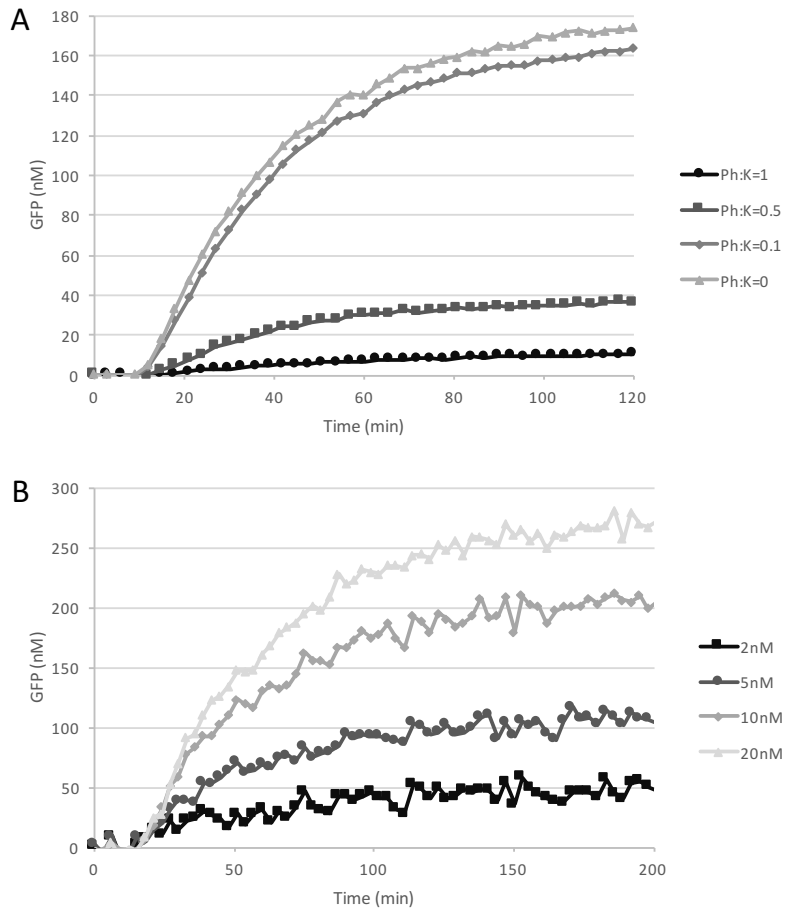 A
180
160
140
120
100
80
60
40
20
0
GFP (nM)
0 20 40 60 80 100 120
Time (min)
Ph:K=1
Ph:K=0.5
Ph:K=0.1
Ph:K=0
B
300
250
200
150
100
50
0
GFP (nM)
0 50 100 150 200
Time (min)
2nM
5nM
10nM
20nM